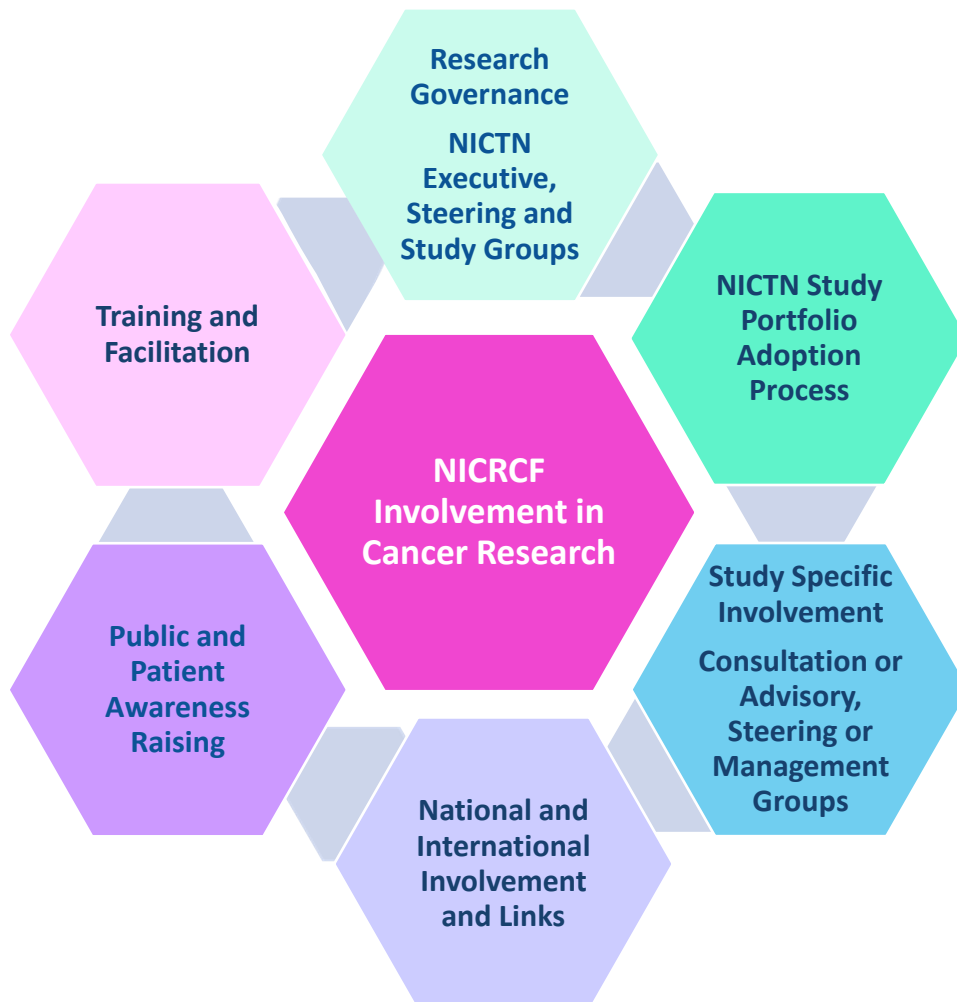 Research
Governance
NICTN
Executive,
Steering and
Study Groups
NICTN Study
Portfolio
Adoption
Process
Study Specific
Involvement
Consultation or
Advisory,
Steering or
Management
Groups
National and
International
Involvement
and Links
Public and
Patient
Awareness
Raising
Training and
Facilitation
NICRCF
Involvement in
Cancer Research